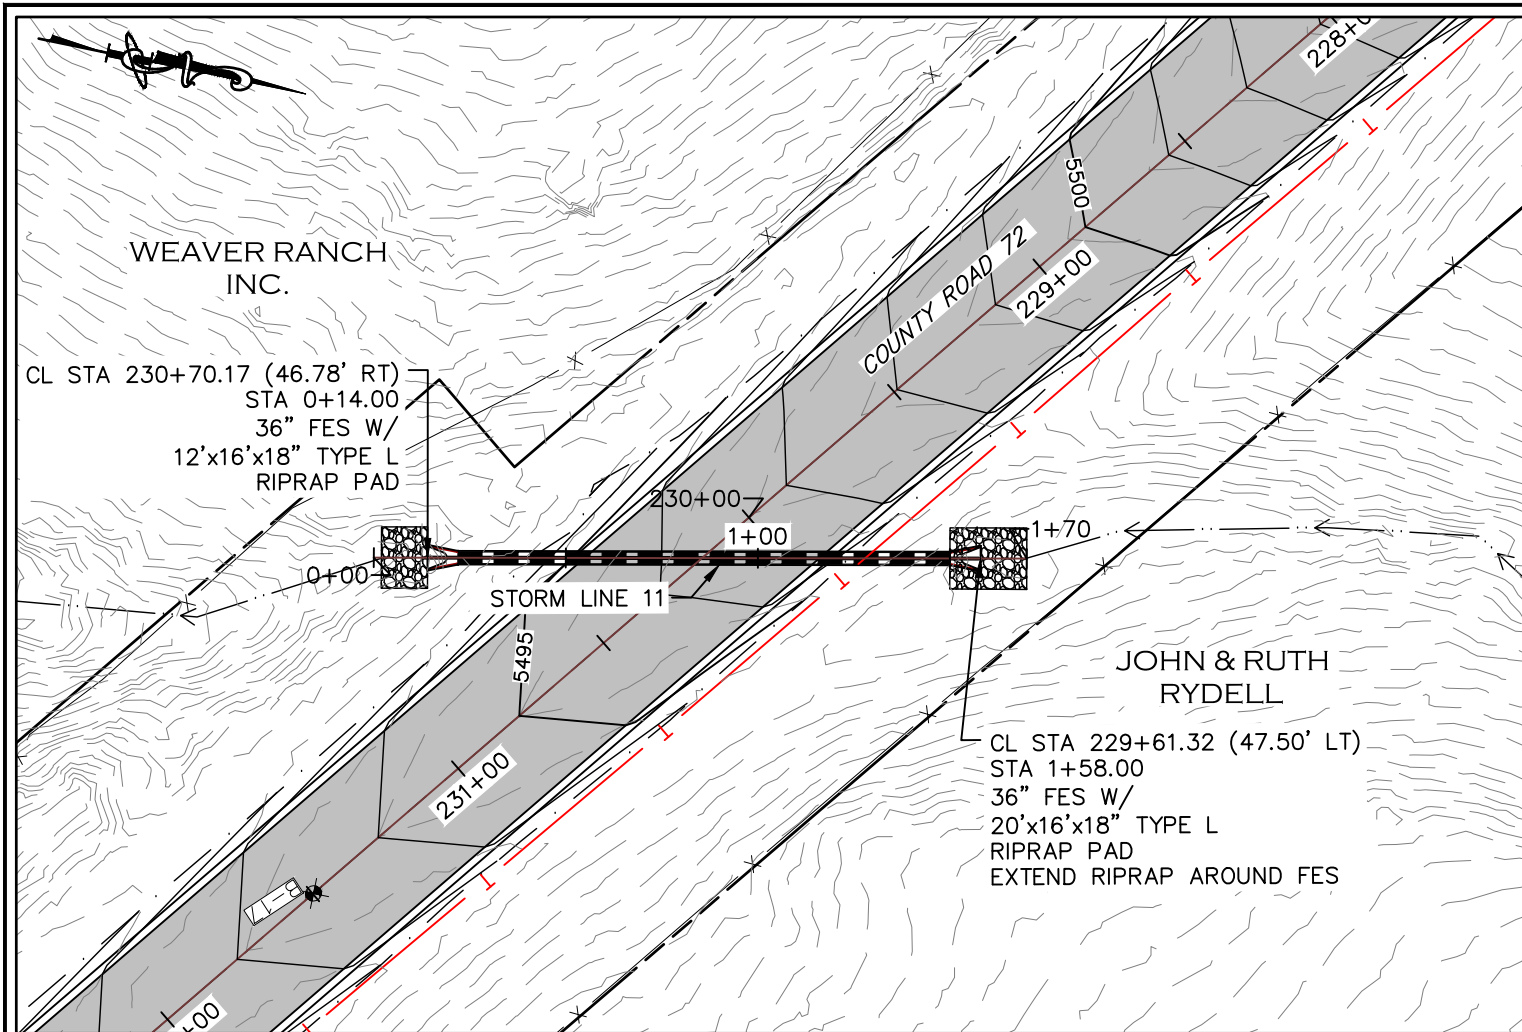 228+0
5500
COUNTY ROAD 72
229+00
WEAVER RANCH
INC.
CL STA 230+70.17 (46.78' RT)
STA 0+14.00
36" FES W/
12'x16'x18" TYPE L
RIPRAP PAD
230+00
1+00
1+70
0+00
STORM LINE 11
5495
JOHN & RUTH
RYDELL
CL STA 229+61.32 (47.50' LT)
STA 1+58.00
36" FES W/
20'x16'x18" TYPE L
RIPRAP PAD
EXTEND RIPRAP AROUND FES
231+00
+00